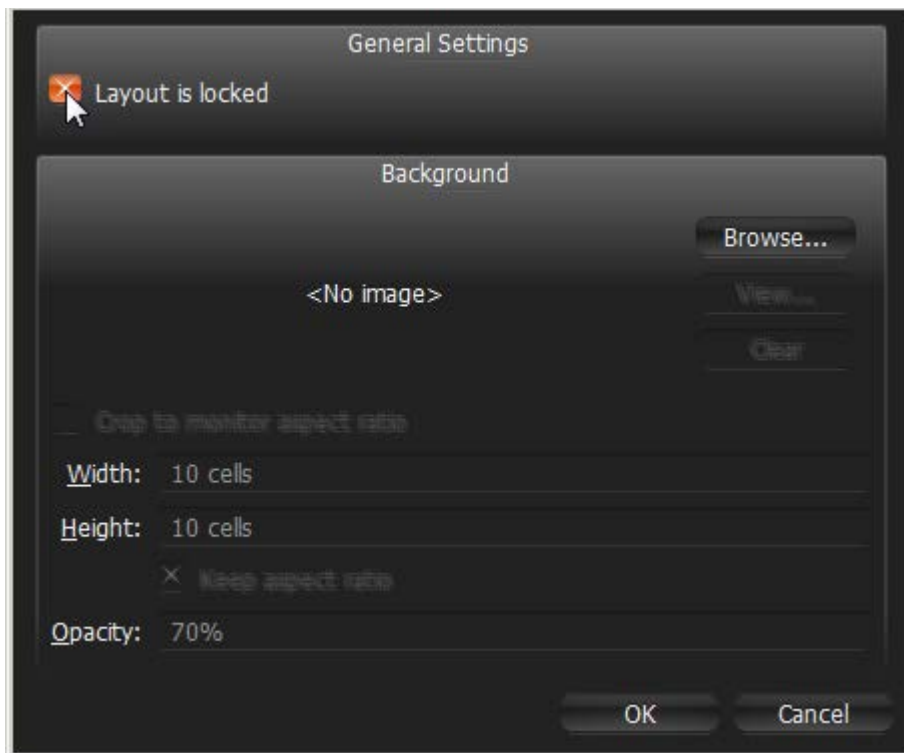 General Settings
Layout is locked
Background
Browse...
<No image>
View...
Clear
Crop to monitor aspect ratio
Width: 10 cells
Height: 10 cells
Keep aspect ratio
Opacity: 70%
OK Cancel